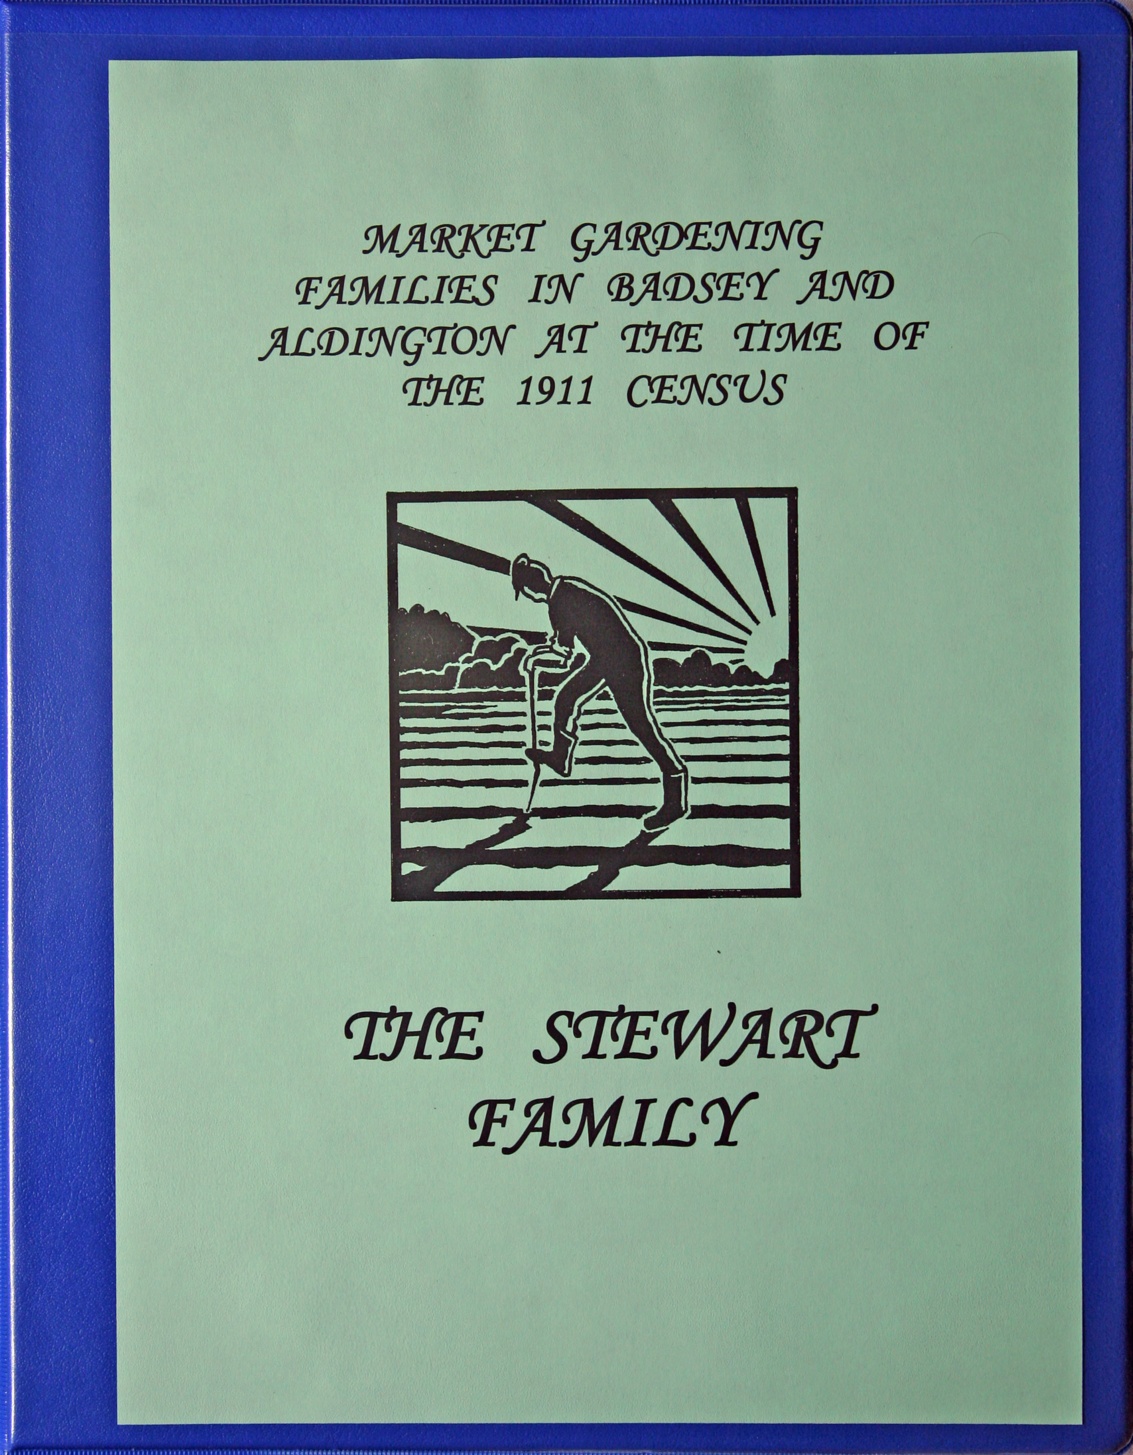 MARKET GARDENING
FAMILIES IN BADSEY AND
ALDINGTON AT THE TIME OF
THE 1911 CENSUS
THE STEWART
FAMILY